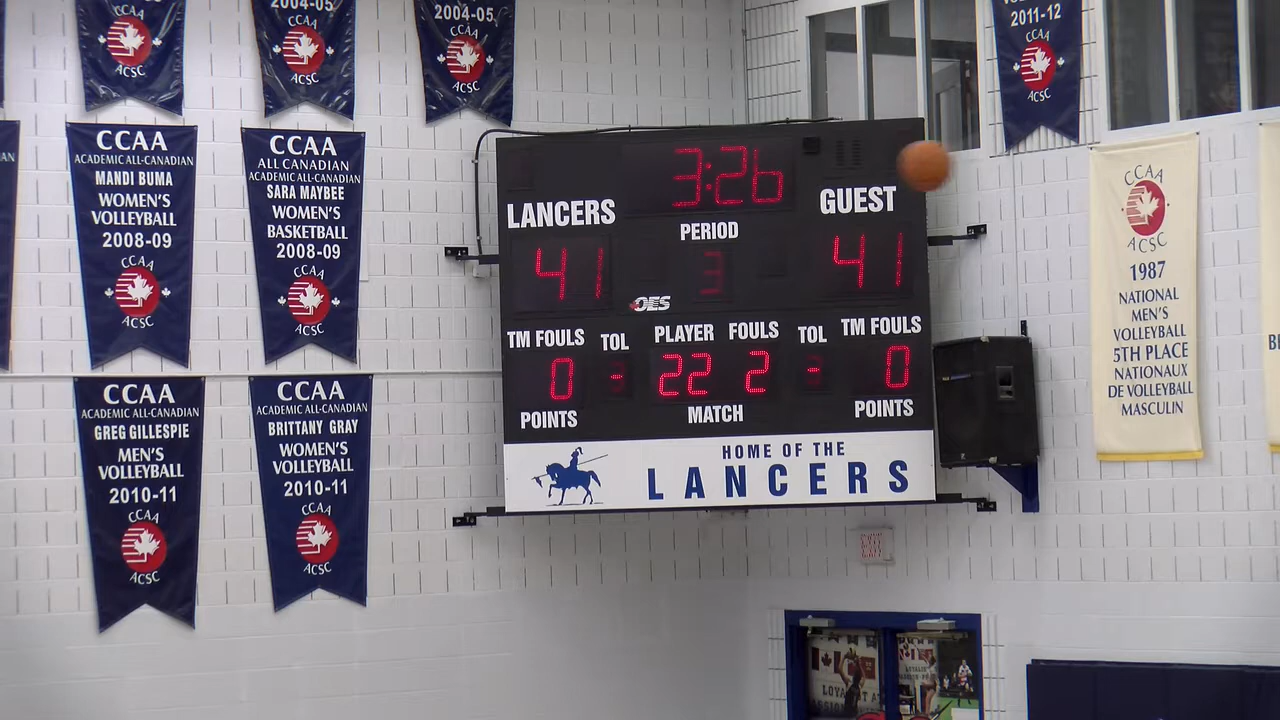 CCAA
ACSC
2004-05
CCAA
ACSC
2004-05
CCAA
ACSC
2011-12
CCAA
ACSC
CCAA
ACADEMIC ALL-CANADIAN
MANDI BUMA
WOMEN'S
VOLLEYBALL
2008-09
CCAA
ACSC
CCAA
ALL CANADIAN
ACADEMIC ALL-CANADIAN
SARA MAYBEE
WOMEN'S
BASKETBALL
2008-09
CCAA
ACSC
CCAA
ACADEMIC ALL-CANADIAN
GREG GILLESPIE
MEN'S
VOLLEYBALL
2010-11
CCAA
ACSC
CCAA
ACADEMIC ALL-CANADIAN
BRITTANY GRAY
WOMEN'S
VOLLEYBALL
2010-11
CCAA
ACSC
3:26
LANCERS
GUEST
PERIOD
41
3
41
OES
TM FOULS
TOL
PLAYER
FOULS
TOL
TM FOULS
0
22
2
0
POINTS
MATCH
POINTS
HOME OF THE
LANCERS
CCAA
ACSC
1987
NATIONAL
MEN'S
VOLLEYBALL
5TH PLACE
NATIONAUX
DE VOLLEYBALL
MASCULIN
EXIT